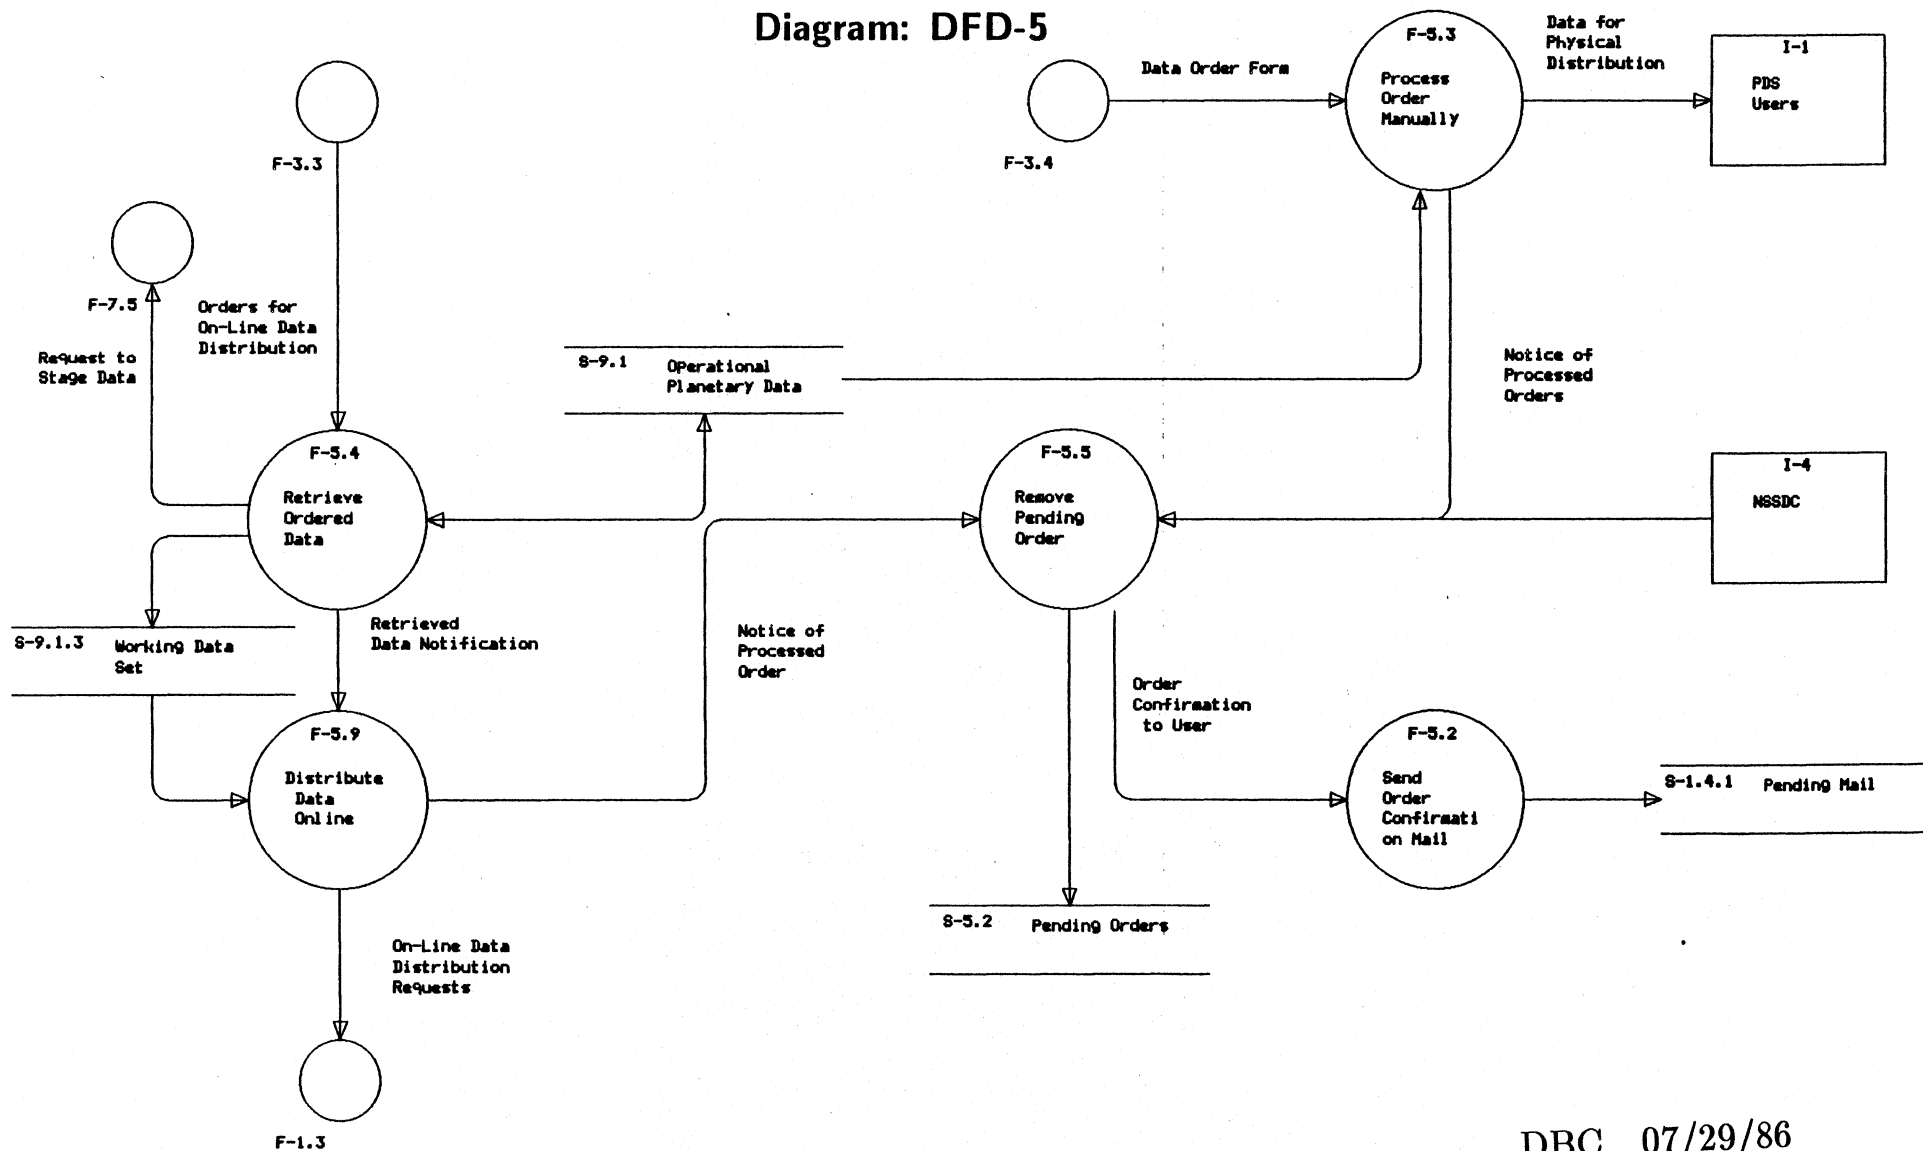 Diagram: DFD-5
F-5.3
Process
Order
Manually
Data for
Physical
Distribution
I-1
PDS
Users
Data Order Form
F-3.3
F-3.4
F-7.5
Orders for
On-Line Data
Distribution
Request to
Stage Data
S-9.1
Operational
Planetary Data
Notice of
Processed
Orders
F-5.4
Retrieve
Ordered
Data
F-5.5
Remove
Pending
Order
I-4
NSSDC
S-9.1.3
Working Data
Set
Retrieved
Data Notification
Notice of
Processed
Order
Order
Confirmation
to User
F-5.9
Distribute
Data
Online
F-5.2
Send
Order
Confirmati
on Mail
S-1.4.1
Pending Mail
S-5.2
Pending Orders
On-Line Data
Distribution
Requests
F-1.3
DBC 07/29/86